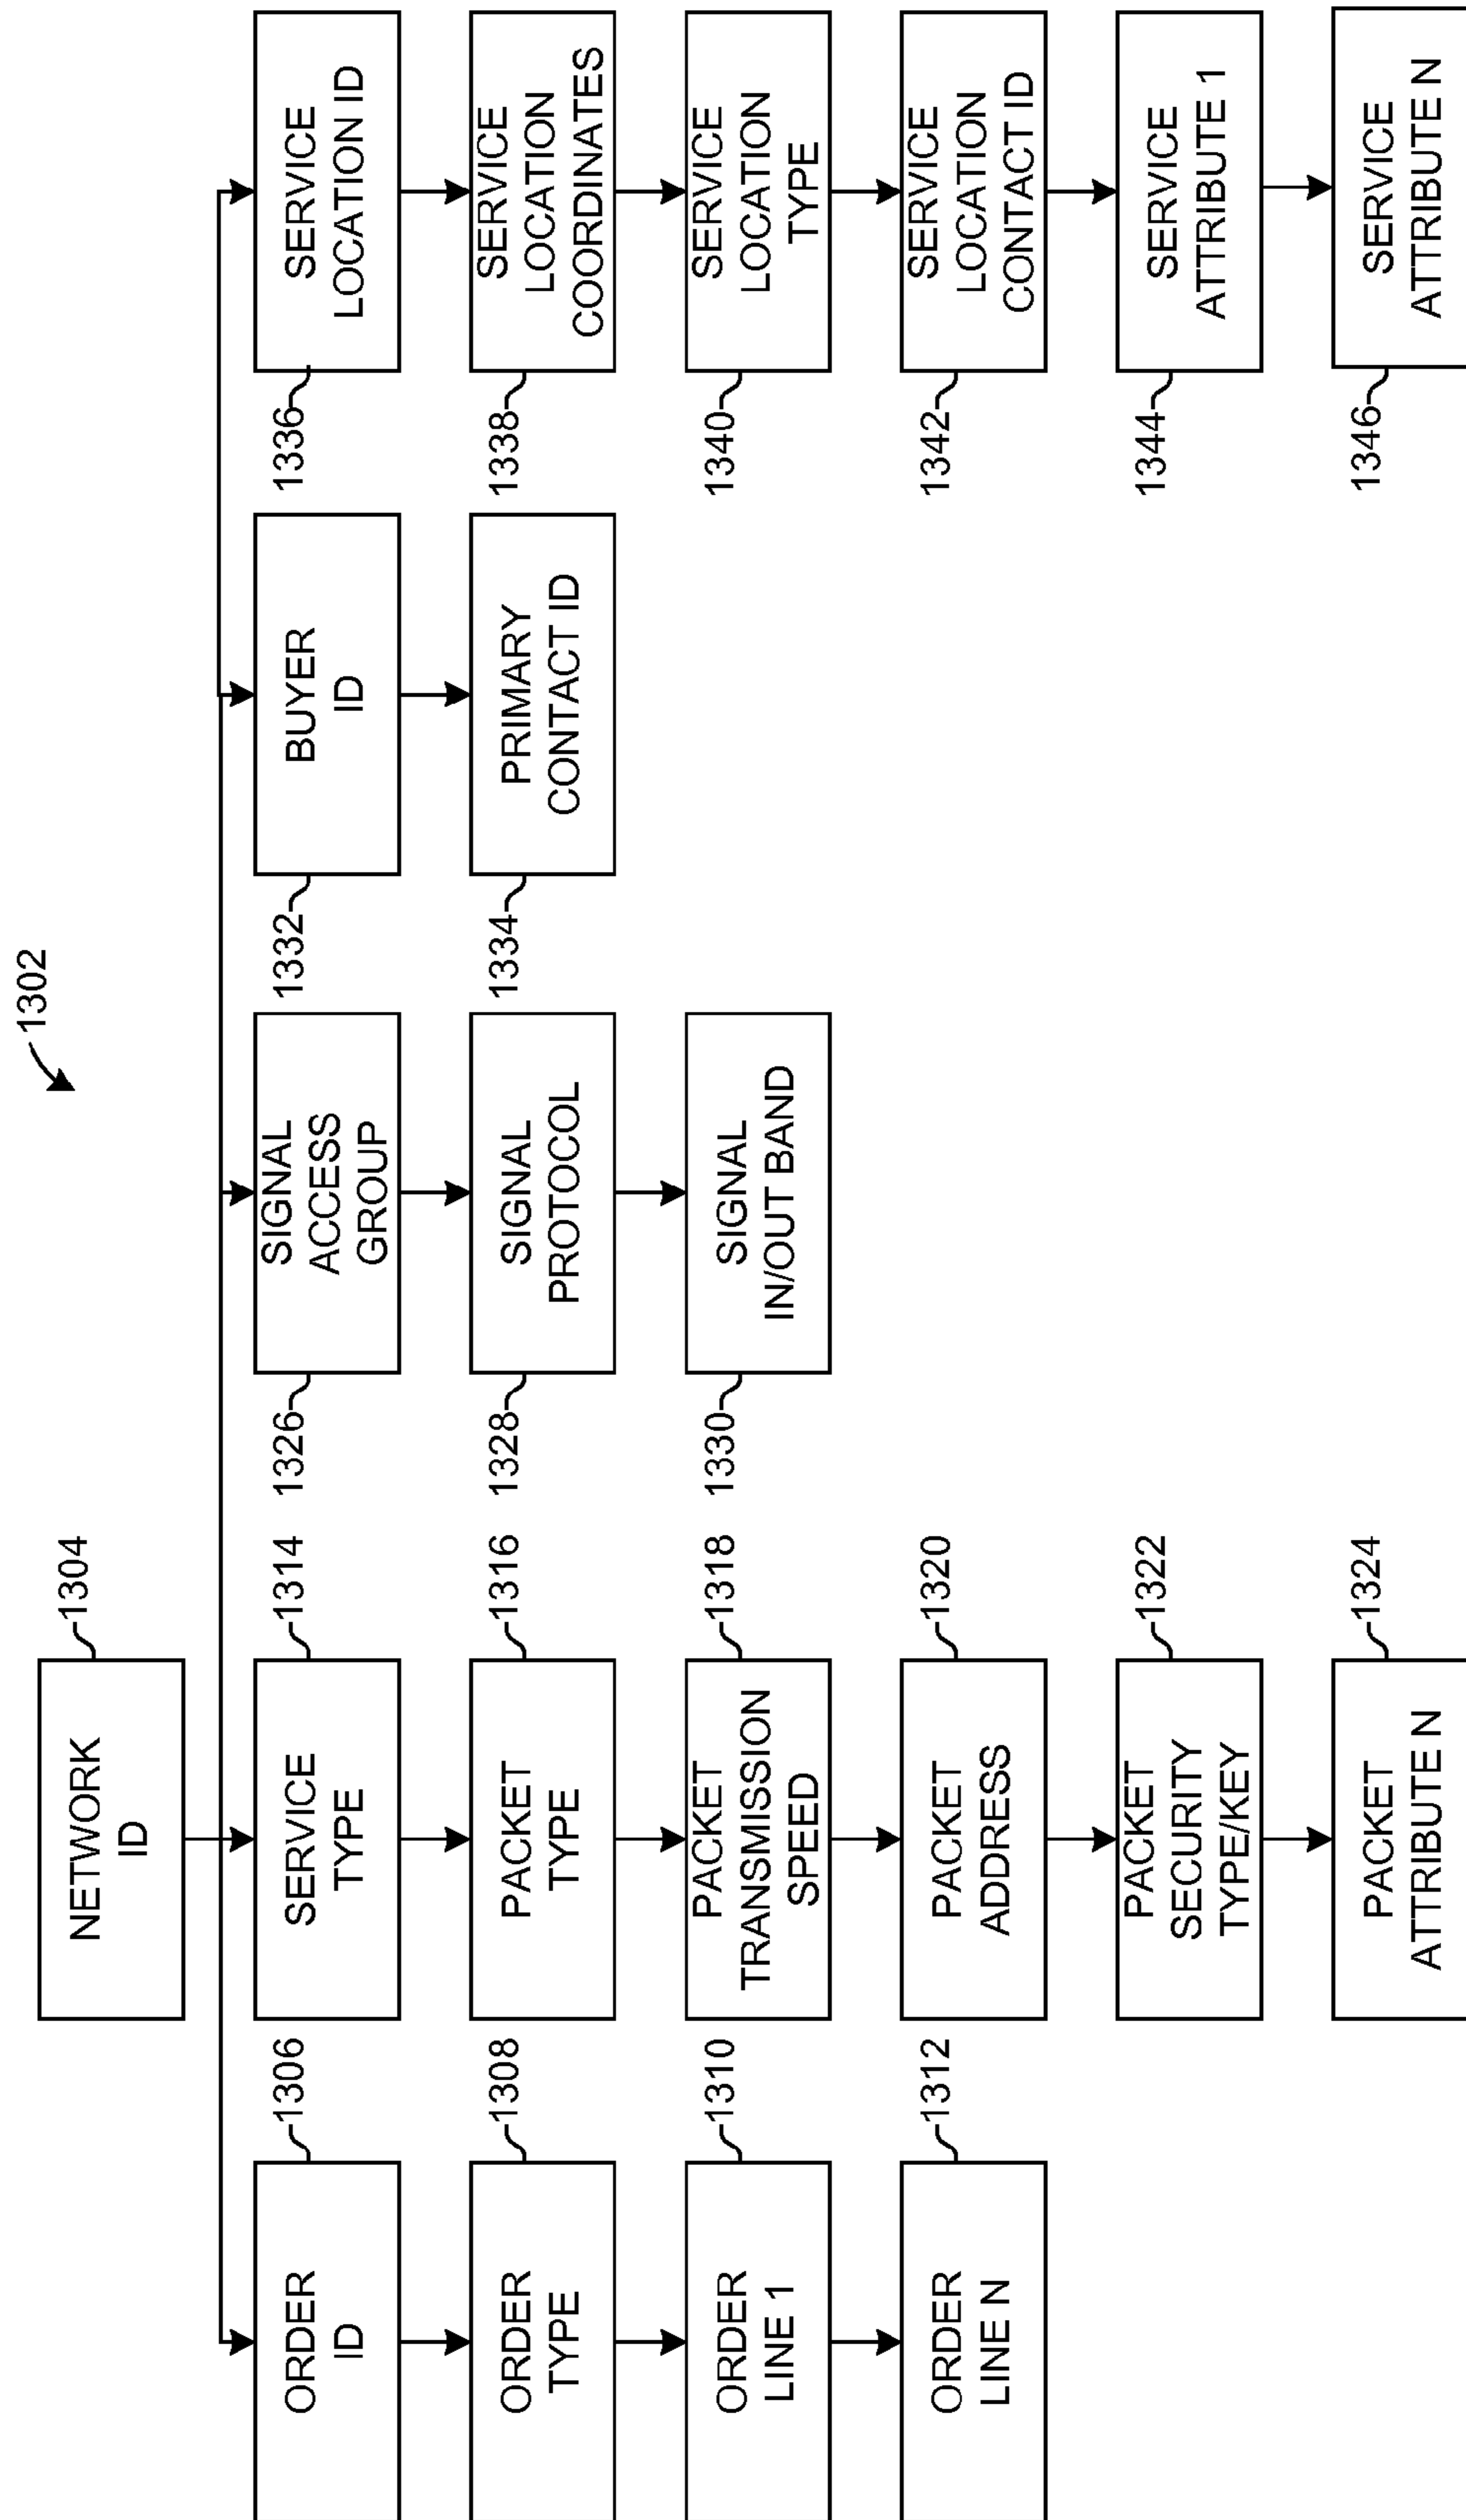 1302
1304
NETWORK
ID
1306
ORDER
ID
1308
ORDER
TYPE
1310
ORDER
LINE 1
1312
ORDER
LINE N
1314
SERVICE
TYPE
1316
PACKET
TYPE
1318
PACKET
TRANSMISSION
SPEED
1320
PACKET
ADDRESS
1322
PACKET
SECURITY
TYPE/KEY
1324
PACKET
ATTRIBUTE N
1326
SIGNAL
ACCESS
GROUP
1328
SIGNAL
PROTOCOL
1330
SIGNAL
IN/OUT BAND
1332
BUYER
ID
1334
PRIMARY
CONTACT ID
1336
SERVICE
LOCATION ID
1338
SERVICE
LOCATION
COORDINATES
1340
SERVICE
LOCATION
TYPE
1342
SERVICE
LOCATION
CONTACT ID
1344
SERVICE
ATTRIBUTE 1
1346
SERVICE
ATTRIBUTE N